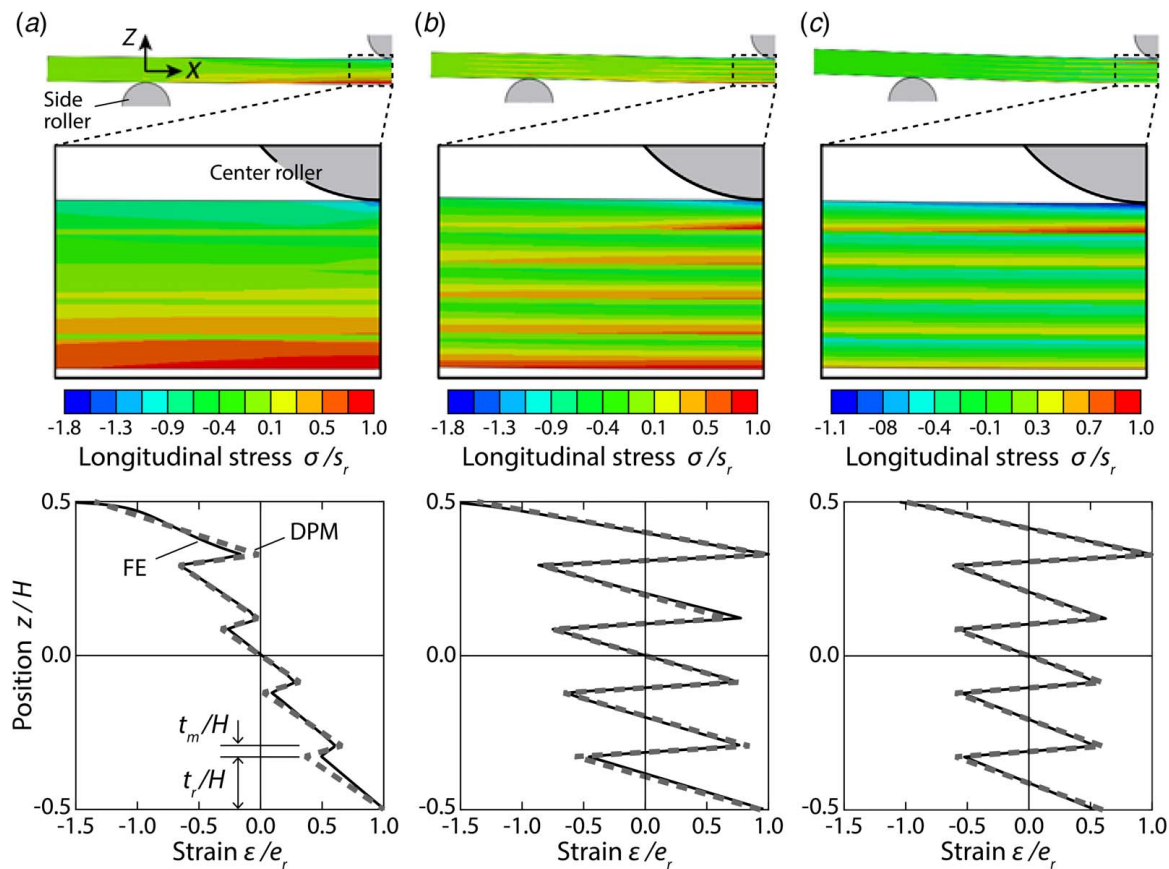 (a)
(b)
(c)
Z
X
Side
roller
Center roller
-1.8 -1.3 -0.9 -0.4 0.1 0.5 1.0
Longitudinal stress σ/sr
-1.8 -1.3 -0.9 -0.4 0.1 0.5 1.0
Longitudinal stress σ/sr
-1.1 -08 -0.4 -0.1 0.3 0.7 1.0
Longitudinal stress σ/sr
Position z/H
0.5
0.0
-0.5
FE
DPM
tm/H
tr/H
-1.5 -1.0 -0.5 0.0 0.5 1.0
Strain ε/er
0.5
0.0
-0.5
-1.5 -1.0 -0.5 0.0 0.5 1.0
Strain ε/er
0.5
0.0
-0.5
-1.5 -1.0 -0.5 0.0 0.5 1.0
Strain ε/er